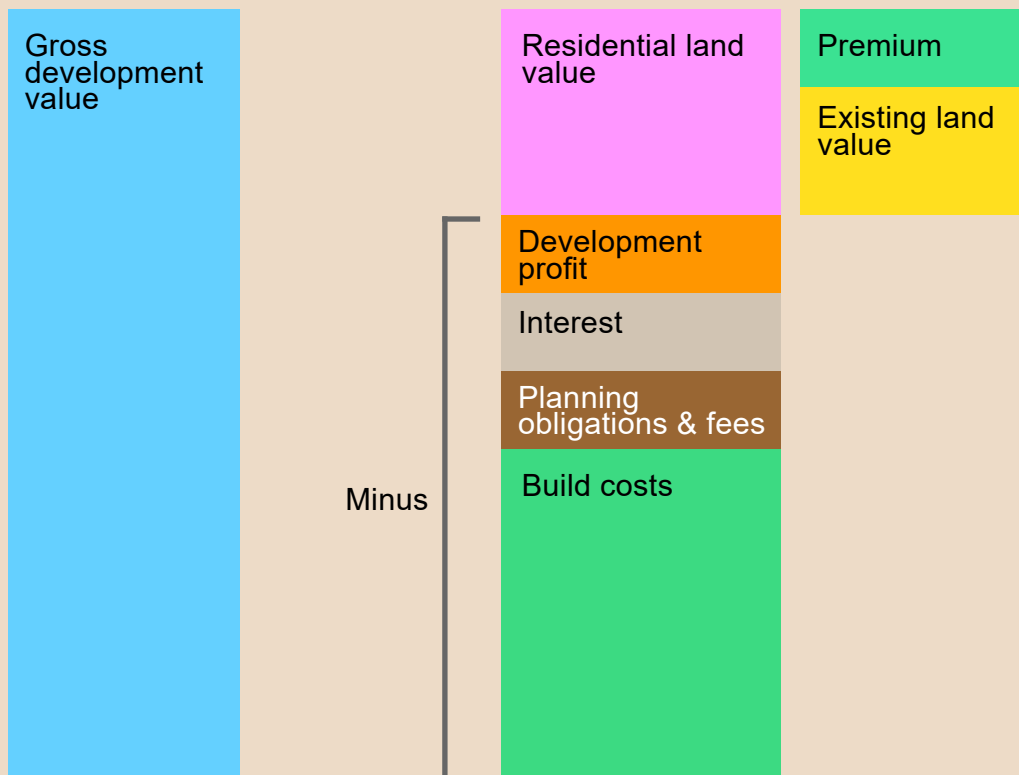 Gross
development
value
Residential land
value
Premium
Existing land
value
Development
profit
Interest
Planning
obligations & fees
Minus
Build costs